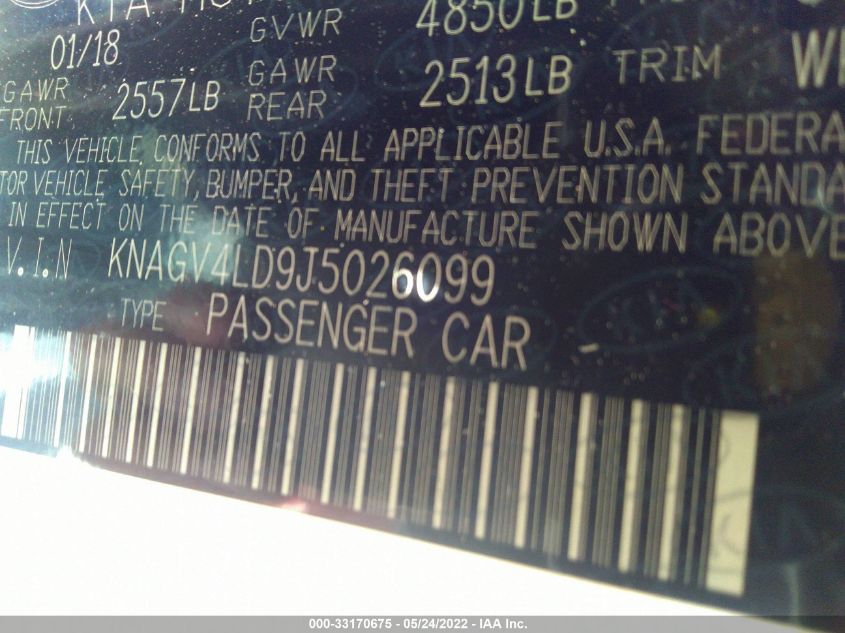 KIA
01/18 GVWR 4850LB
GAWR FRONT 2557LB GAWR REAR 2513LB TRIM
THIS VEHICLE CONFORMS TO ALL APPLICABLE U.S.A. FEDERA
TOR VEHICLE SAFETY, BUMPER, AND THEFT PREVENTION STANDA
IN EFFECT ON THE DATE OF MANUFACTURE SHOWN ABOVE
V.I.N KNAGV4LD9J5026099
TYPE PASSENGER CAR
000-33170675 - 05/24/2022 - IAA Inc.